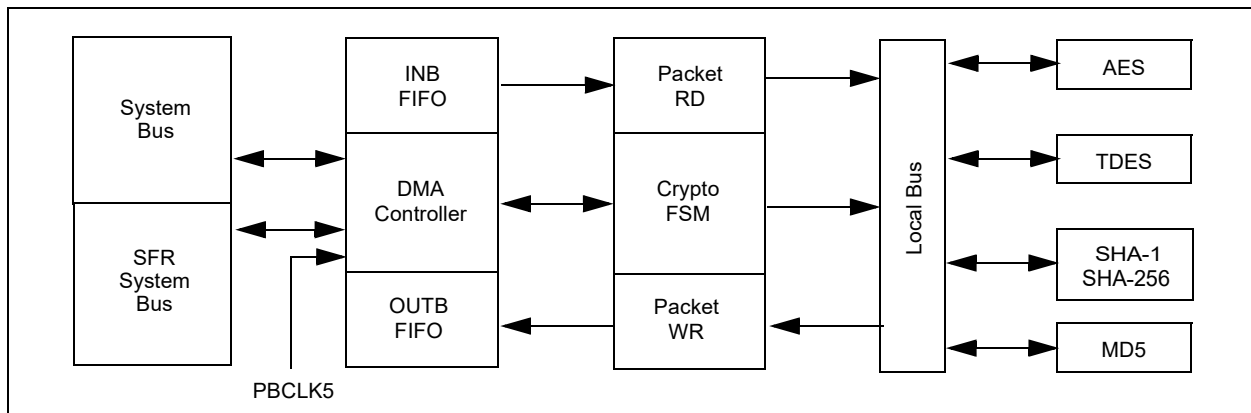 System
Bus
SFR
System
Bus
PBCLK5
INB
FIFO
DMA
Controller
OUTB
FIFO
Packet
RD
Crypto
FSM
Packet
WR
Local Bus
AES
TDES
SHA-1
SHA-256
MD5